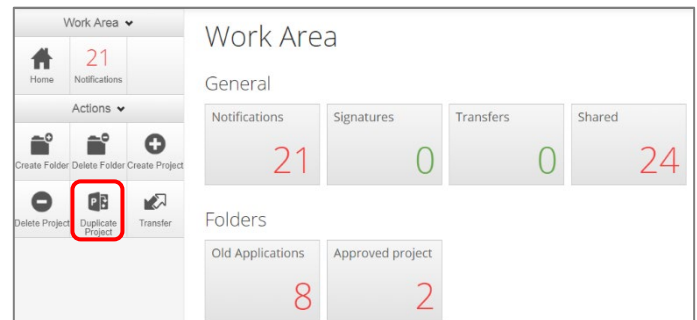 Work Area
Home
21
Notifications
Actions
Create Folder
Delete Folder
Create Project
Delete Project
Duplicate
Project
Transfer
Work Area
General
Notifications
21
Signatures
0
Transfers
0
Shared
24
Folders
Old Applications
8
Approved project
2